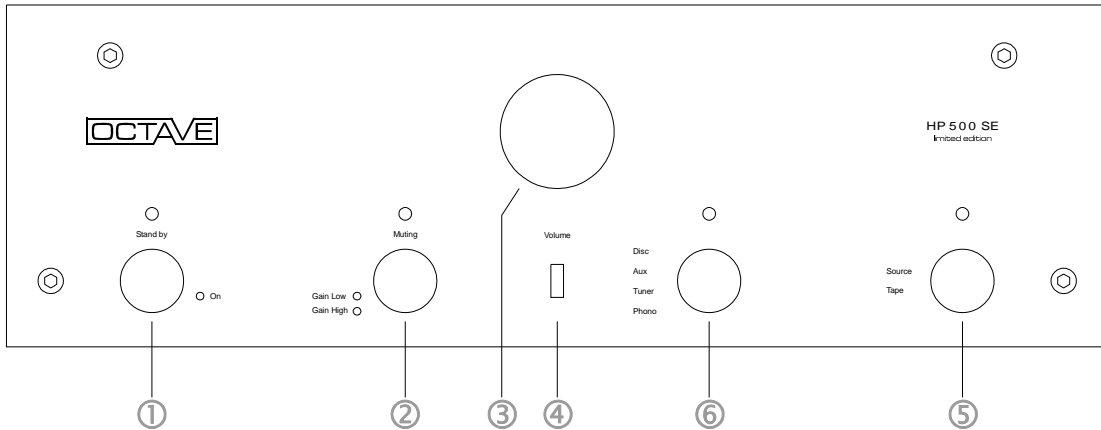 OCTAVE
HP 500 SE
limited edition
Stand by
On
Muting
Gain Low
Gain High
Volume
Disc
Aux
Tuner
Phono
Source
Tape
① ② ③ ④ ⑥ ⑤